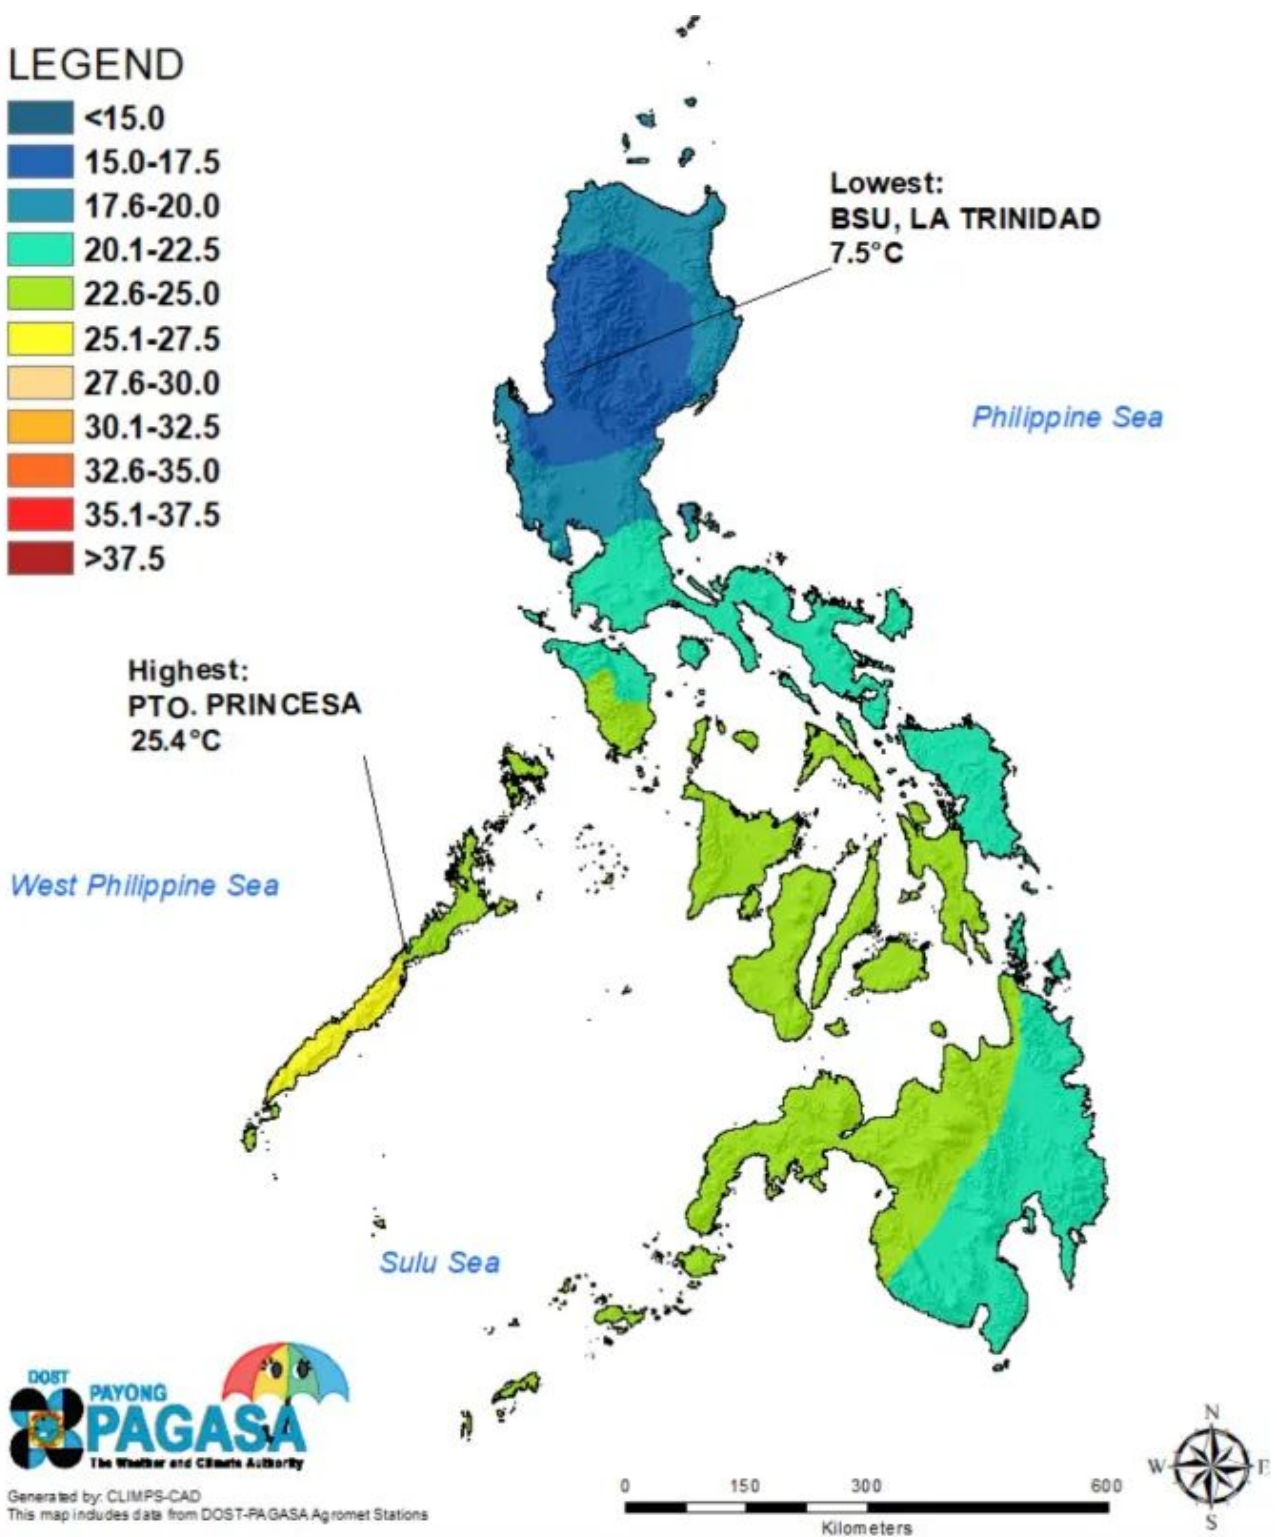 LEGEND
<15.0
15.0-17.5
17.6-20.0
20.1-22.5
22.6-25.0
25.1-27.5
27.6-30.0
30.1-32.5
32.6-35.0
35.1-37.5
>37.5
Lowest:
BSU, LA TRINIDAD
7.5°C
Philippine Sea
Highest:
PTO. PRINCESA
25.4°C
West Philippine Sea
Sulu Sea
DOST
PAYONG
PAGASA
The Weather and Climate Authority
Generated by: CLIMPS-CAD
This map includes data from DOST-PAGASA Agromet Stations
0 150 300 600
Kilometers
N
W E
S